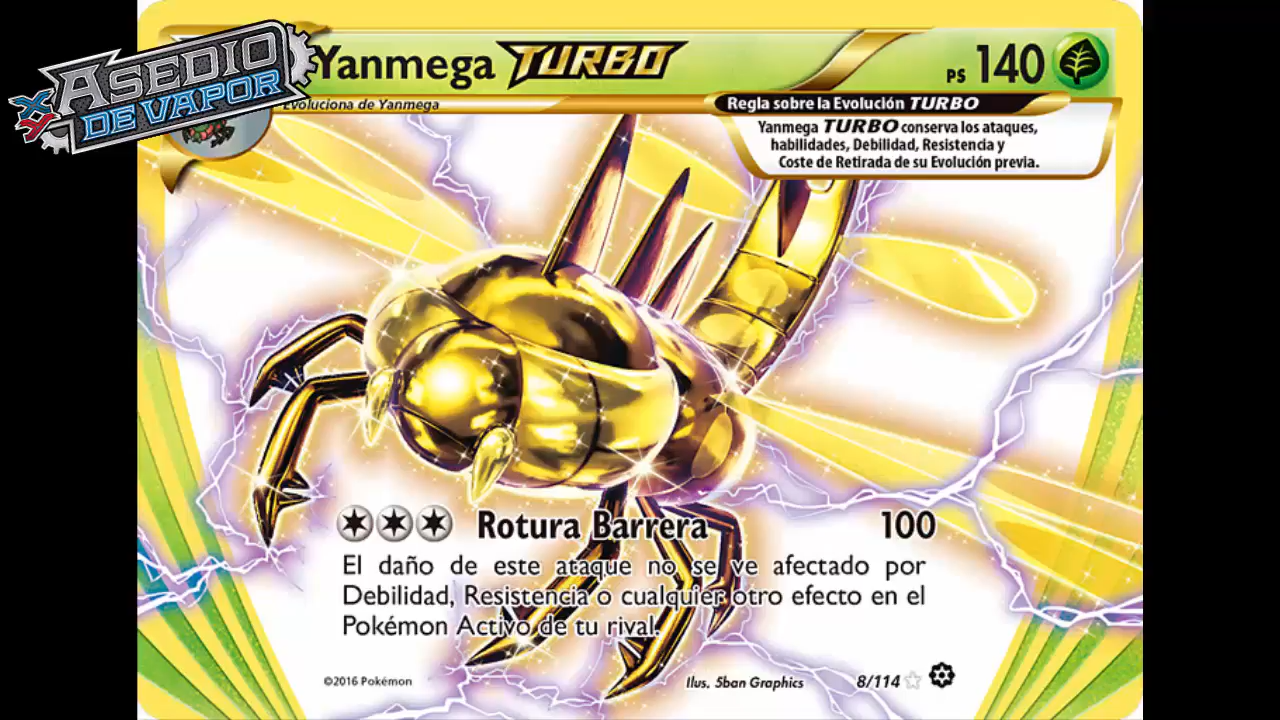 XY
ASEDIO
DE VAPOR
Yanmega TURBO
PS 140
Evoluciona de Yanmega
Regla sobre la Evolución TURBO
Yanmega TURBO conserva los ataques,
habilidades, Debilidad, Resistencia y
Coste de Retirada de su Evolución previa.
Rotura Barrera 100
El daño de este ataque no se ve afectado por
Debilidad, Resistencia o cualquier otro efecto en el
Pokémon Activo de tu rival.
©2016 Pokémon
Ilus. 5ban Graphics
8/114